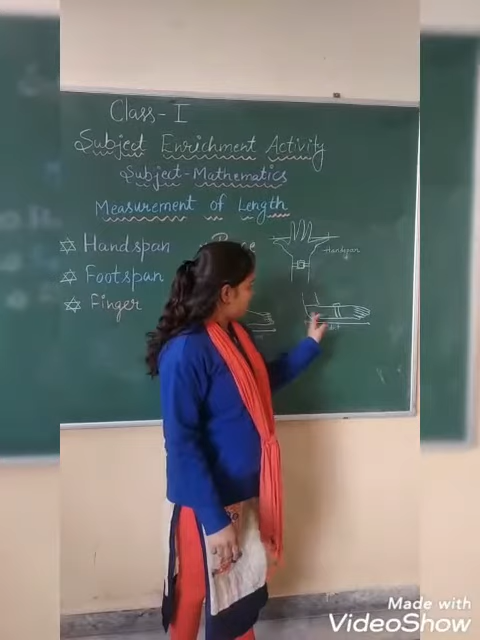 Class-I
Subject Enrichment Activity
Subject-Mathematics
Measurement of Length
Handspan
Footspan
Finger
Handspan
Made with
VideoShow